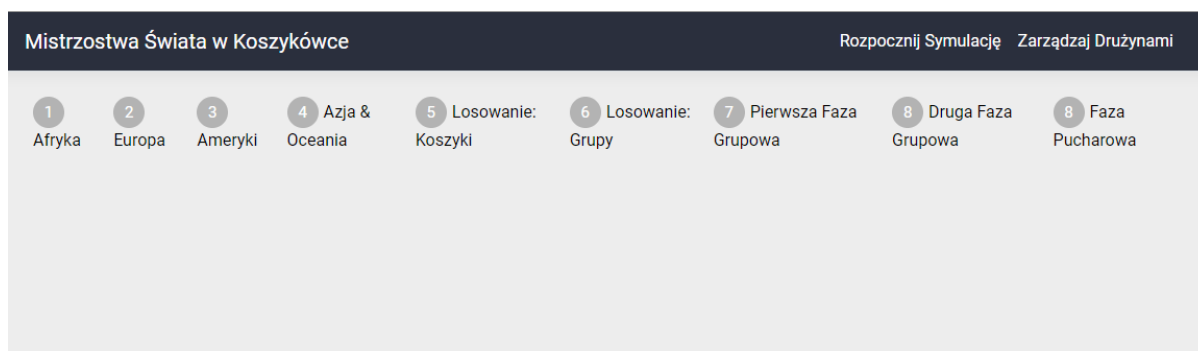 Mistrzostwa Świata w Koszykówce
Rozpocznij Symulację Zarządzaj Drużynami
1 Afryka
2 Europa
3 Ameryki
4 Azja &
Oceania
5 Losowanie:
Koszyki
6 Losowanie:
Grupy
7 Pierwsza Faza
Grupowa
8 Druga Faza
Grupowa
8 Faza
Pucharowa